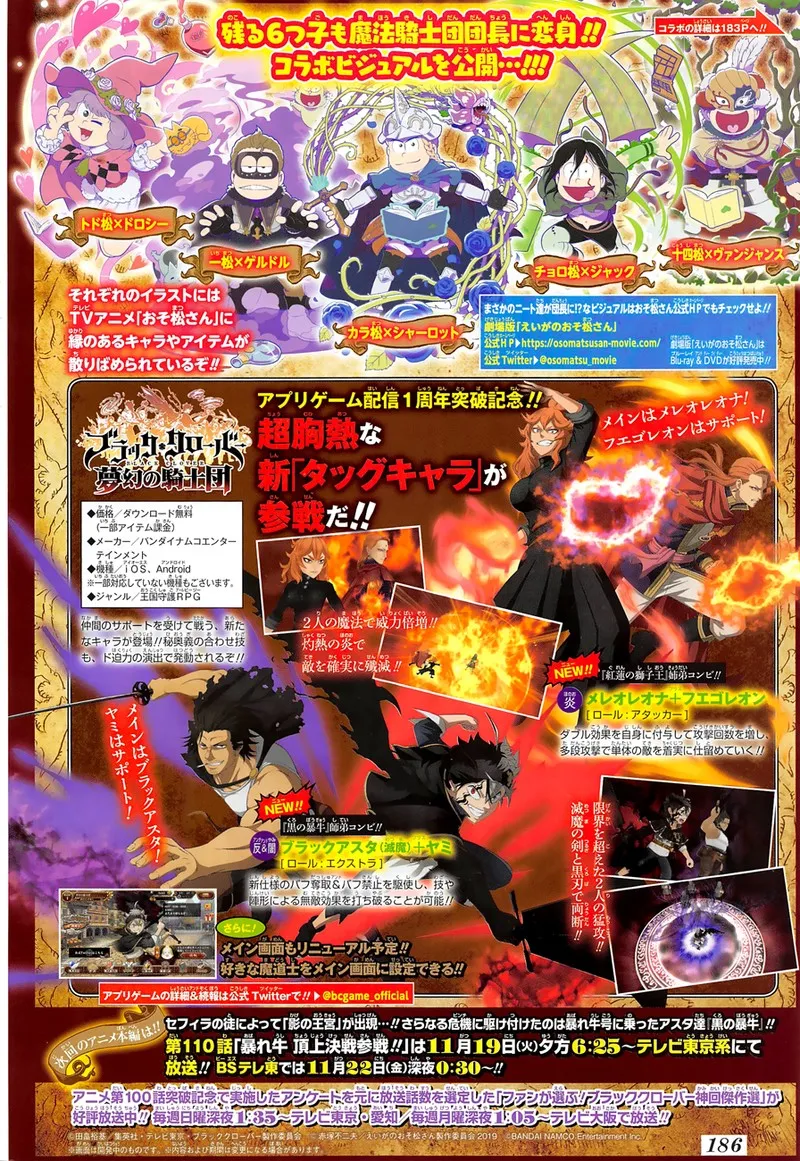 残る6つ子も魔法騎士団団長に変身!!
コラボビジュアルを公開…!!!
コラボの詳細は183Pへ!!
トド松×ドロシー
一松×ゲルドル
カラ松×シャーロット
チョロ松×ジャック
十四松×ヴァンジャンス
それぞれのイラストには
TVアニメ「おそ松さん」に
縁のあるキャラやアイテムが
散りばめられているぞ!!
まさかのニート達が団長に!?なビジュアルはおそ松さん公式HPでもチェックせよ!!
劇場版「えいがのおそ松さん」
公式HP▶https://osomatsusan-movie.com/
公式Twitter▶@osomatsu_movie
劇場版「えいがのおそ松さん」は
Blu-ray & DVDが好評発売中!!
ブラック・クローバー
BLACK CLOVER
夢幻の騎士団
アプリゲーム配信1周年突破記念!!
超胸熱な
新「タッグキャラ」が
参戦だ!!
◆価格/ダウンロード無料
(一部アイテム課金)
◆メーカー/バンダイナムコエンター
テインメント
◆機種/iOS、Android
※一部対応していない機種もございます。
◆ジャンル/王国守護RPG
仲間のサポートを受けて戦う、新た
なキャラが登場!!秘奥義の合わせ技
も、ド迫力の演出で発動されるぞ!!
メインはメレオレオナ!
フエゴレオンはサポート!
2人の魔法で威力倍増!!
灼熱の炎で
敵を確実に殲滅!!
NEW!!
『紅蓮の獅子王』姉弟コンビ!!
炎
メレオレオナ+フエゴレオン
[ロール:アタッカー]
ダブル効果を自身に付与して攻撃回数を増し、
多段攻撃で単体の敵を着実に仕留めていく!!
メインはブラックアスタ!
ヤミはサポート!
NEW!!
『黒の暴牛』師弟コンビ!!
反&闇
ブラックアスタ(滅魔)+ヤミ
[ロール:エクストラ]
新仕様のバフ奪取&バフ禁止を駆使し、技や
陣形による無敵効果を打ち破ることが可能!!
限界を超えた2人の猛攻!!
滅魔の剣と黒刃で両断!!
さらに!
メイン画面もリニューアル予定!!
好きな魔道士をメイン画面に設定できる!!
アプリゲームの詳細&続報は公式Twitterで!!▶@bcgame_official
次回のアニメ本編は!!
セフィラの徒によって「影の王宮」が出現…!!さらなる危機に駆け付けたのは暴れ牛号に乗ったアスタ達『黒の暴牛』!!
第110話「暴れ牛 頂上決戦参戦!!」は11月19日(火)夕方6:25~テレビ東京系にて
放送!! BSテレ東では11月22日(金)深夜0:30~!!
アニメ第100話突破記念で実施したアンケートを元に放送話数を選定した「ファンが選ぶ!ブラッククローバー神回傑作選」が
好評放送中!! 毎週日曜深夜1:35~テレビ東京・愛知/毎週月曜深夜1:05~テレビ大阪で放送!!
©田畠裕基/集英社・テレビ東京・ブラッククローバー製作委員会 ©赤塚不二夫/えいがのおそ松さん製作委員会 2019 ©BANDAI NAMCO Entertainment Inc.
※画面は開発中のものです。※内容および期間は変更になる場合があります。
186